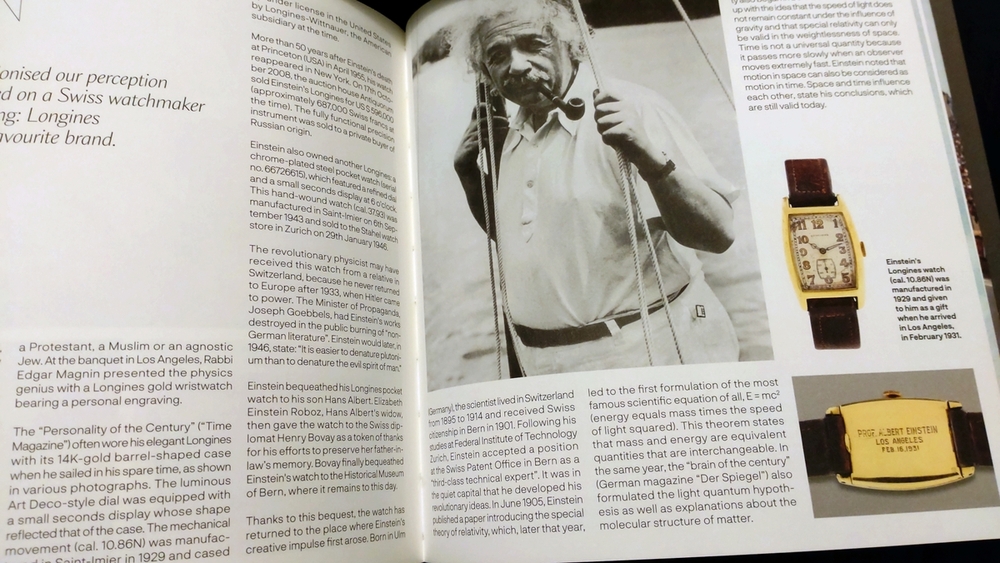 onised our perception
d on a Swiss watchmaker
ng: Longines
avourite brand.
a Protestant, a Muslim or an agnostic
Jew. At the banquet in Los Angeles, Rabbi
Edgar Magnin presented the physics
genius with a Longines gold wristwatch
bearing a personal engraving.
The “Personality of the Century” (“Time
Magazine”) often wore his elegant Longines
with its 14K-gold barrel-shaped case
when he sailed in his spare time, as shown
in various photographs. The luminous
Art Deco-style dial was equipped with
a small seconds display whose shape
reflected that of the case. The mechanical
movement (cal. 10.86N) was manufac-
in Saint-Imier in 1929 and cased
under license in the United States
by Longines-Wittnauer, the American
subsidiary at the time.
More than 50 years after Einstein's death
at Princeton (USA) in April 1955, his watch
reappeared in New York. On 17th Octo-
ber 2008, the auction house Antiquorum
sold Einstein's Longines for US$ 596,000
(approximately 687,000 Swiss francs at
the time). The fully functional precision
instrument was sold to a private buyer of
Russian origin.
Einstein also owned another Longines: a
chrome-plated steel pocket watch (serial
no. 66726615), which featured a refined dial
and a small seconds display at 6 o'clock.
This hand-wound watch (cal. 37.93) was
manufactured in Saint-Imier on 6th Sep-
tember 1943 and sold to the Stahel watch
store in Zurich on 29th January 1946.
The revolutionary physicist may have
received this watch from a relative in
Switzerland, because he never returned
to Europe after 1933, when Hitler came
to power. The Minister of Propaganda,
Joseph Goebbels, had Einstein's works
destroyed in the public burning of “non-
German literature”. Einstein would later, in
1946, state: “It is easier to denature plutoni-
um than to denature the evil spirit of man.”
Einstein bequeathed his Longines pocket
watch to his son Hans Albert. Elizabeth
Einstein Roboz, Hans Albert's widow,
then gave the watch to the Swiss dip-
lomat Henry Bovay as a token of thanks
for his efforts to preserve her father-in-
law's memory. Bovay finally bequeathed
Einstein's watch to the Historical Museum
of Bern, where it remains to this day.
Thanks to this bequest, the watch has
returned to the place where Einstein's
creative impulse first arose. Born in Ulm
Germany), the scientist lived in Switzerland
from 1895 to 1914 and received Swiss
citizenship in Bern in 1901. Following his
studies at Federal Institute of Technology
Zurich, Einstein accepted a position
at the Swiss Patent Office in Bern as a
“third-class technical expert”. It was in
the quiet capital that he developed his
revolutionary ideas. In June 1905, Einstein
published a paper introducing the special
theory of relativity, which, later that year,
led to the first formulation of the most
famous scientific equation of all, E = mc²
(energy equals mass times the speed
of light squared). This theorem states
that mass and energy are equivalent
quantities that are interchangeable. In
the same year, the “brain of the century”
(German magazine “Der Spiegel”) also
formulated the light quantum hypoth-
esis as well as explanations about the
molecular structure of matter.
up with the idea that the speed of light does
not remain constant under the influence of
gravity and that special relativity can only
be valid in the weightlessness of space.
Time is not a universal quantity because
it passes more slowly when an observer
moves extremely fast. Einstein noted that
motion in space can also be considered as
motion in time. Space and time influence
each other, state his conclusions, which
are still valid today.
Einstein's
Longines watch
(cal. 10.86N) was
manufactured in
1929 and given
to him as a gift
when he arrived
in Los Angeles,
in February 1931.
PROF. ALBERT EINSTEIN
LOS ANGELES
FEB. 16, 1931